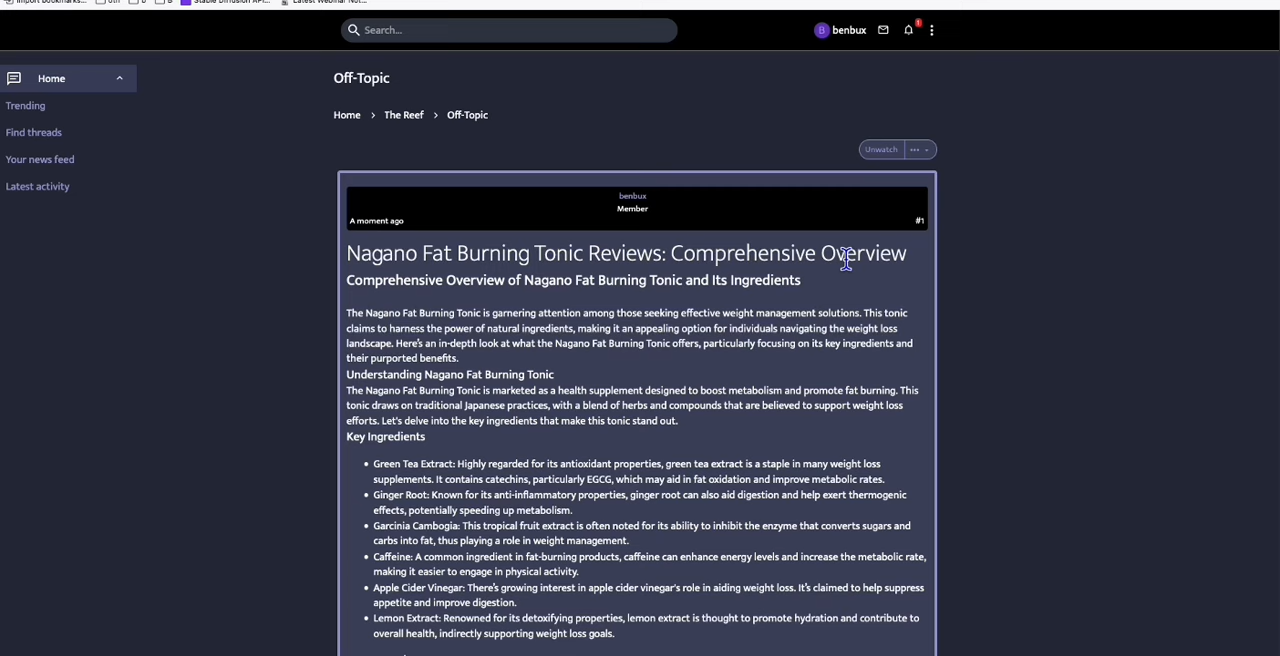 Import bookmarks...
Stable Diffusion API...
Latest Webinar Not...
Search...
B benbux
1
Home
Trending
Find threads
Your news feed
Latest activity
Off-Topic
Home > The Reef > Off-Topic
Unwatch
benbux
Member
A moment ago #1
Nagano Fat Burning Tonic Reviews: Comprehensive Overview
Comprehensive Overview of Nagano Fat Burning Tonic and Its Ingredients
The Nagano Fat Burning Tonic is garnering attention among those seeking effective weight management solutions. This tonic
claims to harness the power of natural ingredients, making it an appealing option for individuals navigating the weight loss
landscape. Here's an in-depth look at what the Nagano Fat Burning Tonic offers, particularly focusing on its key ingredients and
their purported benefits.
Understanding Nagano Fat Burning Tonic
The Nagano Fat Burning Tonic is marketed as a health supplement designed to boost metabolism and promote fat burning. This
tonic draws on traditional Japanese practices, with a blend of herbs and compounds that are believed to support weight loss
efforts. Let's delve into the key ingredients that make this tonic stand out.
Key Ingredients
• Green Tea Extract: Highly regarded for its antioxidant properties, green tea extract is a staple in many weight loss
supplements. It contains catechins, particularly EGCG, which may aid in fat oxidation and improve metabolic rates.
• Ginger Root: Known for its anti-inflammatory properties, ginger root can also aid digestion and help exert thermogenic
effects, potentially speeding up metabolism.
• Garcinia Cambogia: This tropical fruit extract is often noted for its ability to inhibit the enzyme that converts sugars and
carbs into fat, thus playing a role in weight management.
• Caffeine: A common ingredient in fat-burning products, caffeine can enhance energy levels and increase the metabolic rate,
making it easier to engage in physical activity.
• Apple Cider Vinegar: There's growing interest in apple cider vinegar's role in aiding weight loss. It's claimed to help suppress
appetite and improve digestion.
• Lemon Extract: Renowned for its detoxifying properties, lemon extract is thought to promote hydration and contribute to
overall health, indirectly supporting weight loss goals.